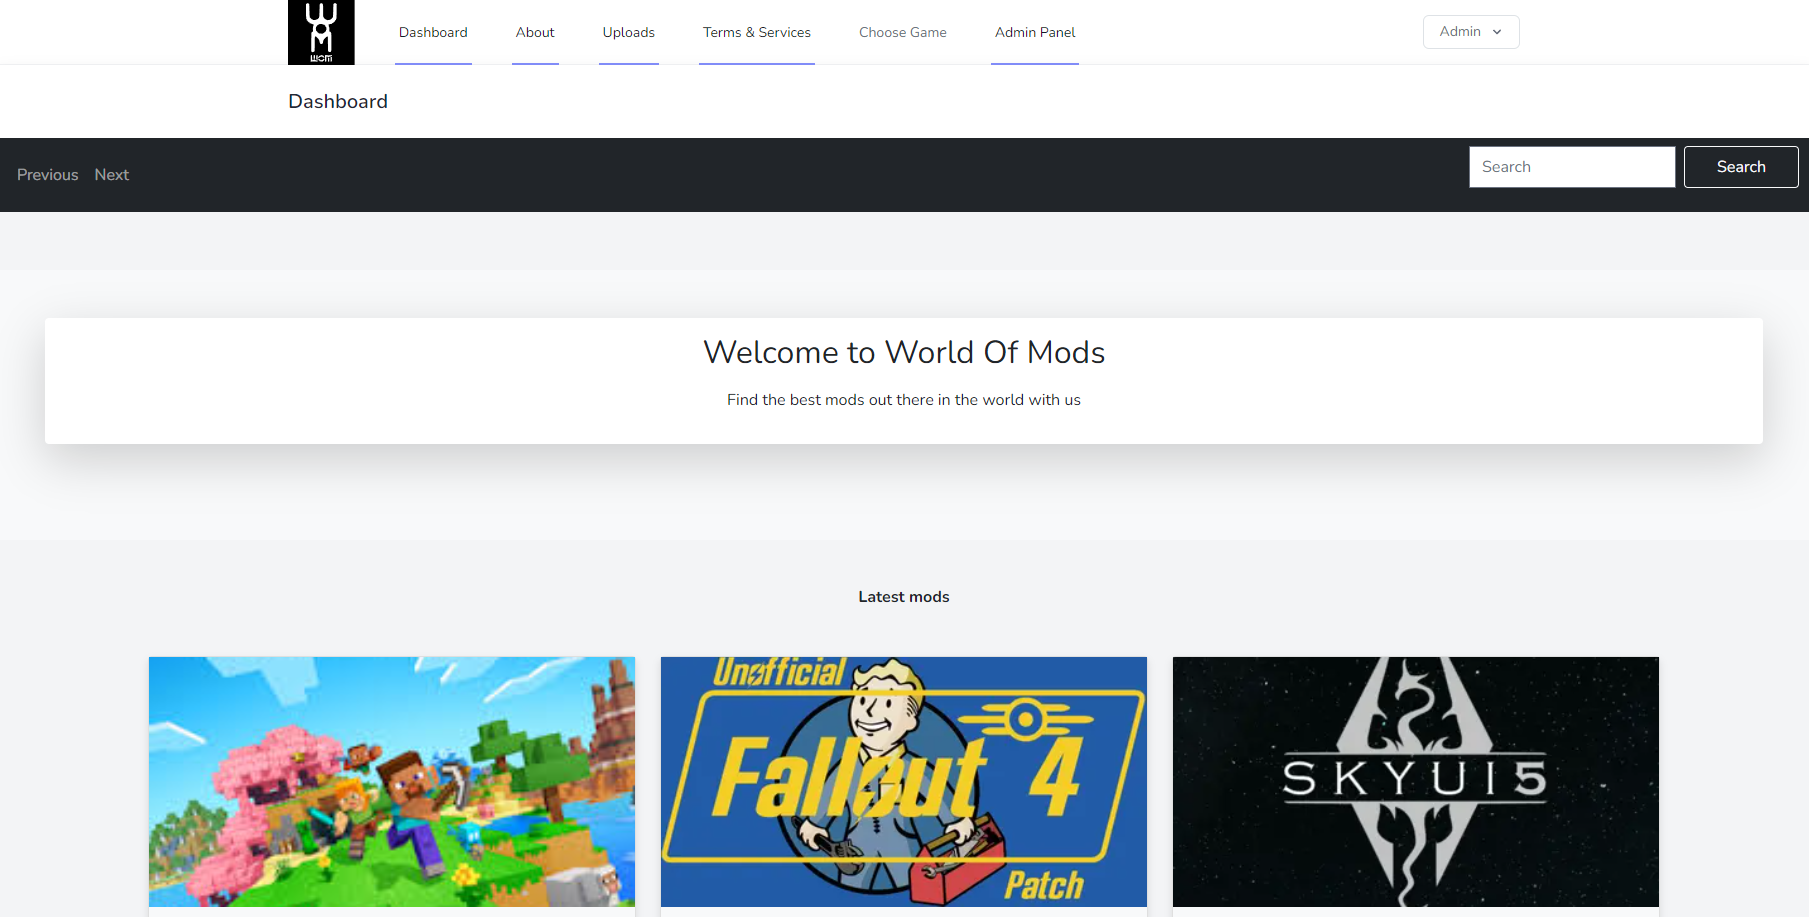 WOM
Dashboard About Uploads Terms & Services Choose Game Admin Panel Admin
Dashboard
Previous Next Search Search
Welcome to World Of Mods
Find the best mods out there in the world with us
Latest mods
Unofficial
Fallout 4
Patch
SKYUI5